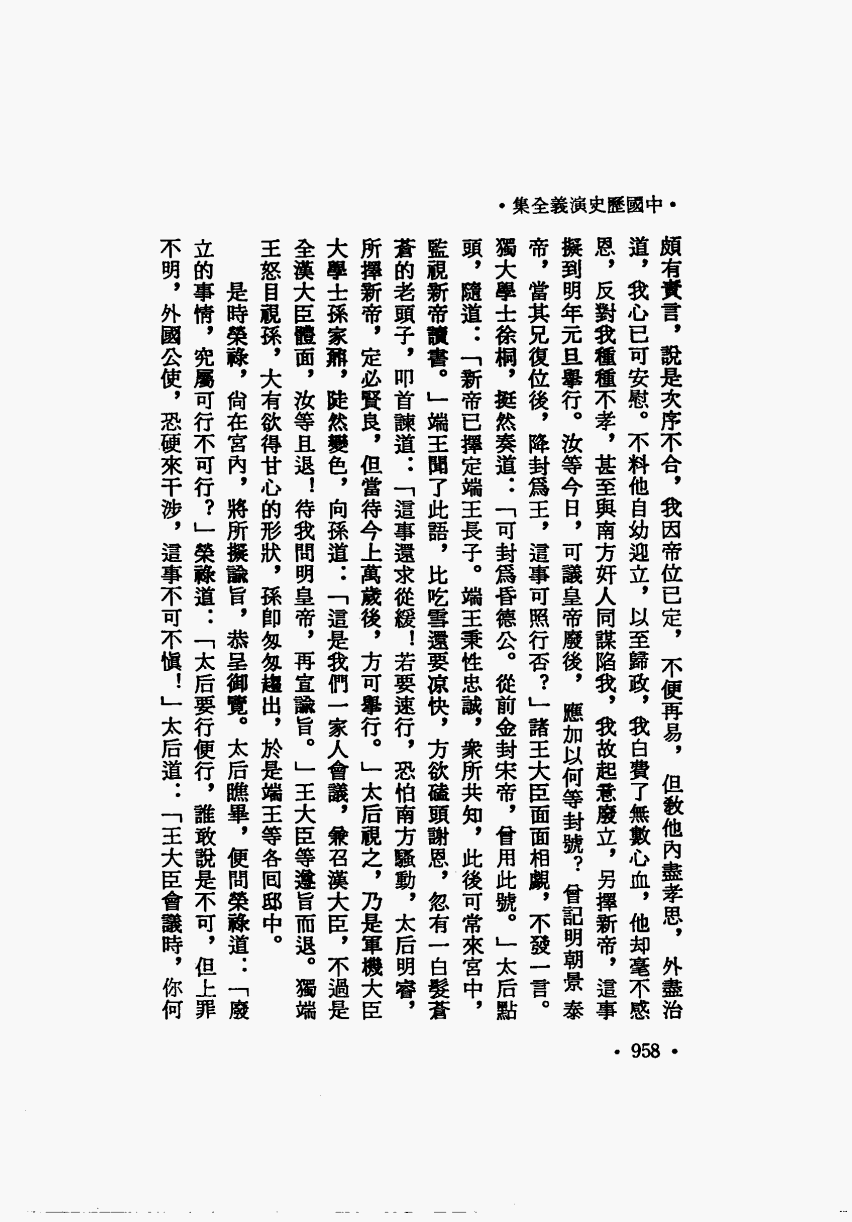 ·中國歷史演義全集·
頗有責言，說是次序不合，我因帝位已定，不便再易，但敎他內盡孝思，外盡治
道，我心已可安慰。不料他自幼迎立，以至歸政，我白費了無數心血，他却毫不感
恩，反對我種種不孝，甚至與南方奸人同謀陷我，我故起意廢立，另擇新帝，這事
擬到明年元旦擧行。汝等今日，可議皇帝廢後，應加以何等封號？曾記明朝景泰
帝，當其兄復位後，降封爲王，這事可照行否？」諸王大臣面面相覷，不發一言。
獨大學士徐桐，挺然奏道：「可封爲昏德公。從前金封宋帝，曾用此號。」太后點
頭，隨道：「新帝已擇定端王長子。端王秉性忠誠，衆所共知，此後可常來宮中，
監視新帝讀書。」端王聞了此語，比吃雪還要凉快，方欲磕頭謝恩，忽有一白髮蒼
蒼的老頭子，叩首諫道：「這事還求從緩！若要速行，恐怕南方騷動，太后明睿，
所擇新帝，定必賢良，但當待今上萬歲後，方可擧行。」太后視之，乃是軍機大臣
大學士孫家鼐，陡然變色，向孫道：「這是我們一家人會議，兼召漢大臣，不過是
全漢大臣體面，汝等且退！待我問明皇帝，再宣諭旨。」王大臣等遵旨而退。獨端
王怒目視孫，大有欲得甘心的形狀，孫卽匆匆趨出，於是端王等各囘邸中。
是時榮祿，尙在宮內，將所擬諭旨，恭呈御覽。太后瞧畢，便問榮祿道：「廢
立的事情，究屬可行不可行？」榮祿道：「太后要行便行，誰敢說是不可，但上罪
不明，外國公使，恐硬來干涉，這事不可不愼！」太后道：「王大臣會議時，你何
·958·